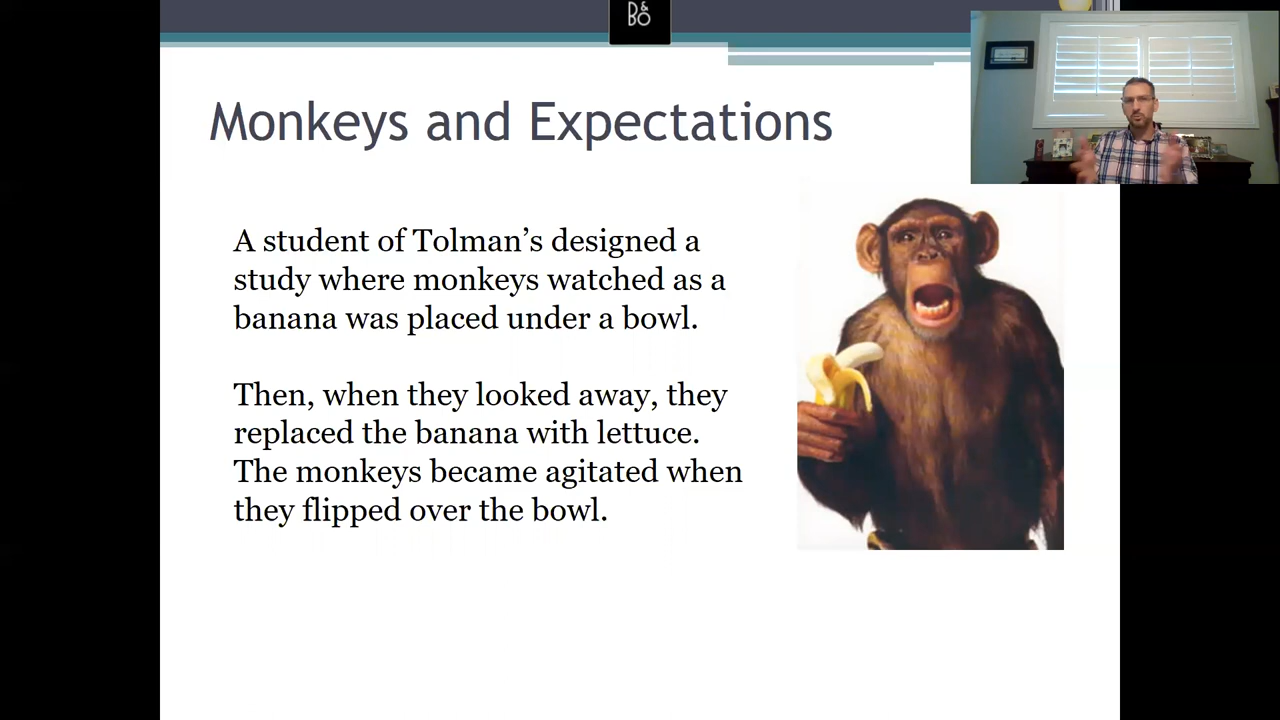 B&O
Monkeys and Expectations
A student of Tolman’s designed a
study where monkeys watched as a
banana was placed under a bowl.
Then, when they looked away, they
replaced the banana with lettuce.
The monkeys became agitated when
they flipped over the bowl.